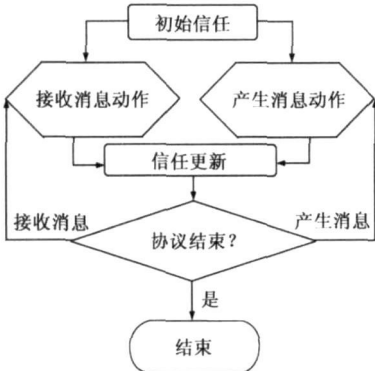 初始信任
接收消息动作
产生消息动作
信任更新
接收消息
产生消息
协议结束？
是
结束